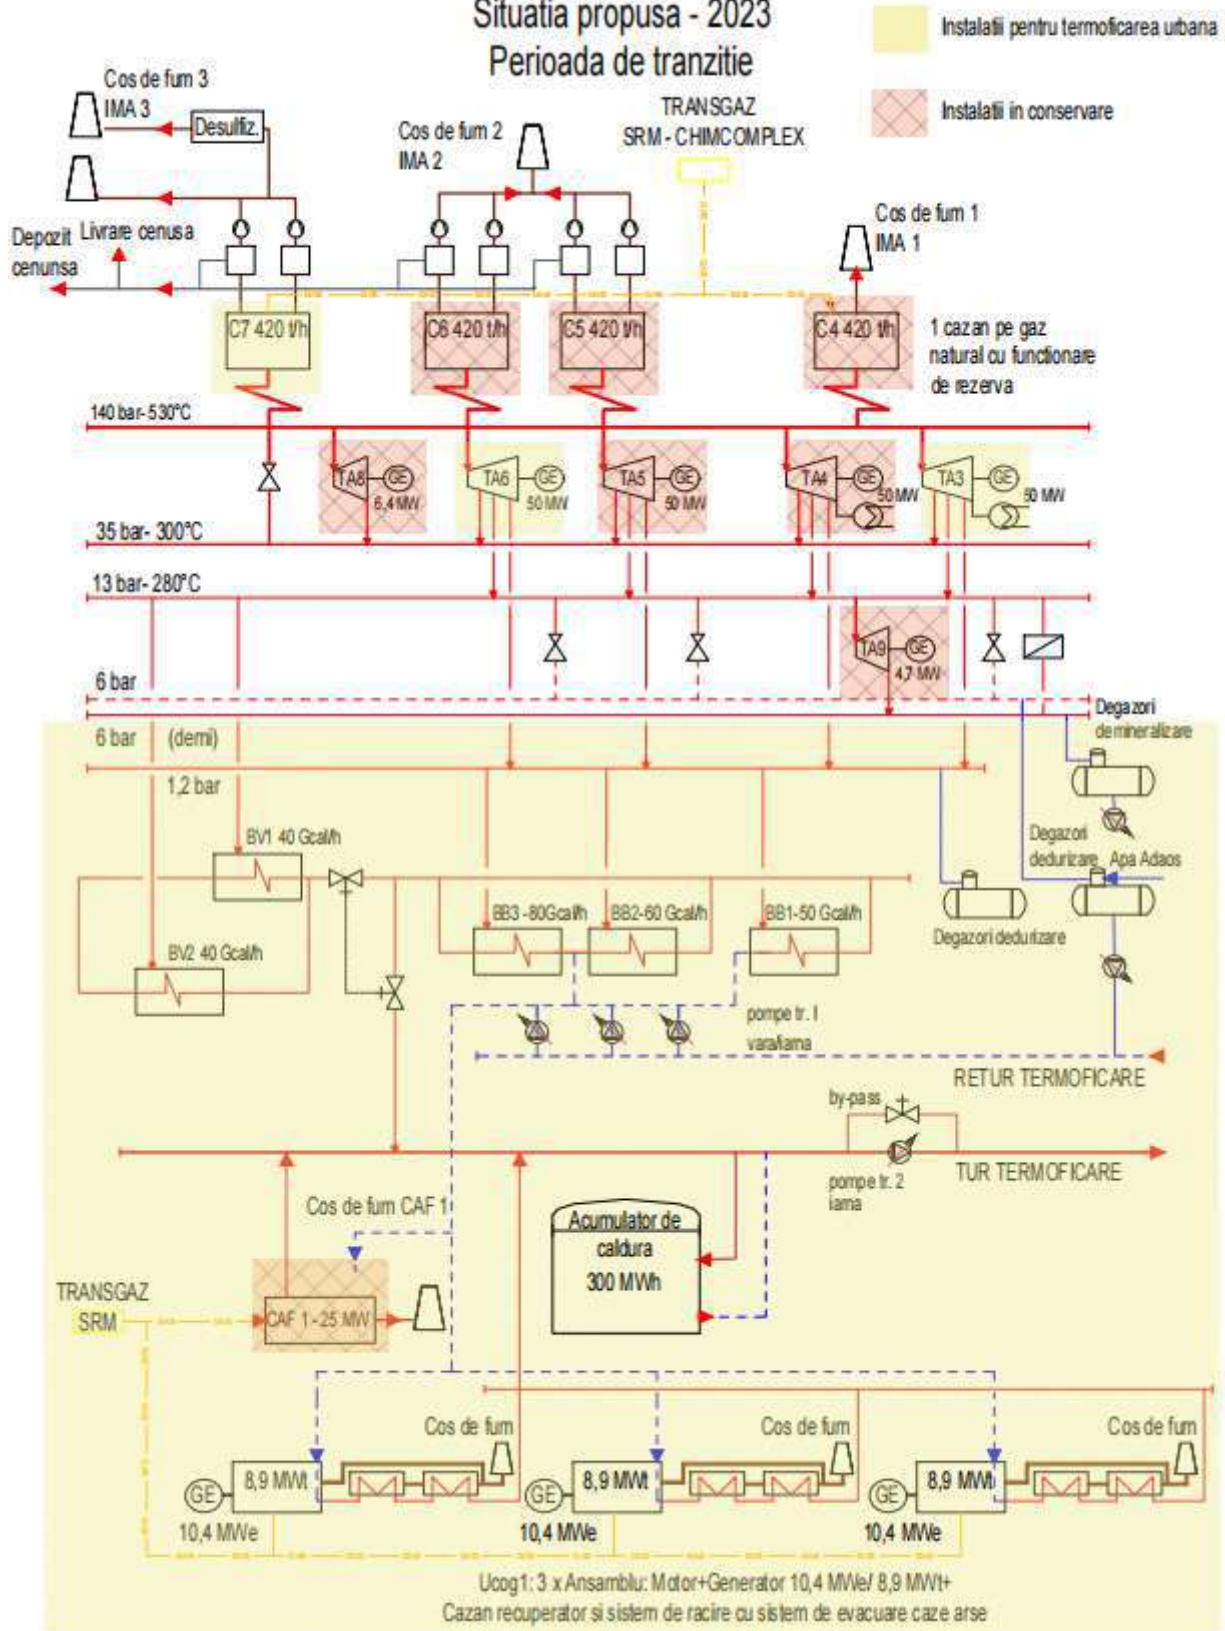 Situatia propusa - 2023
Perioada de tranzitie
Instalatii pentru termoficarea urbana
Instalatii in conservare
Cos de fum 3
IMA 3
Desulfiz.
Cos de fum 2
IMA 2
TRANSGAZ
SRM - CHIMCOMPLEX
Cos de fum 1
IMA 1
Depozit
cenunsa
Livrare cenusa
C7 420 t/h
C6 420 t/h
C5 420 t/h
C4 420 t/h
1 cazan pe gaz
natural cu functionare
de rezerva
140 bar- 530°C
TA8
GE
6,4 MW
TA6
GE
50 MW
TA5
GE
50 MW
TA4
GE
50 MW
TA3
GE
50 MW
35 bar- 300°C
13 bar- 280°C
TA9
GE
4,7 MW
6 bar
6 bar (demi)
1,2 bar
Degazori
demineralizare
BV1 40 Gcal/h
BV2 40 Gcal/h
BB3 -80Gcal/h
BB2-60 Gcal/h
BB1-50 Gcal/h
Degazori
dedurizare
Apa Adaos
Degazori dedurizare
pompe tr. I
vara/iarna
RETUR TERMOFICARE
by-pass
pompe tr. 2
iarna
TUR TERMOFICARE
Cos de fum CAF 1
Acumulator de
caldura
300 MWh
TRANSGAZ
SRM
CAF 1 - 25 MW
Cos de fum
Cos de fum
Cos de fum
GE
8,9 MWt
10,4 MWe
GE
8,9 MWt
10,4 MWe
GE
8,9 MWt
10,4 MWe
Ucog1: 3 x Ansamblu: Motor+Generator 10,4 MWe/ 8,9 MWt+
Cazan recuperator si sistem de racire cu sistem de evacuare caze arse